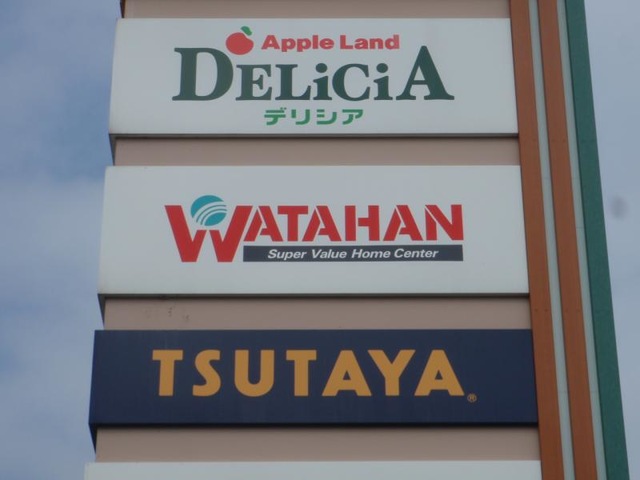 Apple Land
DELiCiA
デリシア
WATAHAN
Super Value Home Center
TSUTAYA®